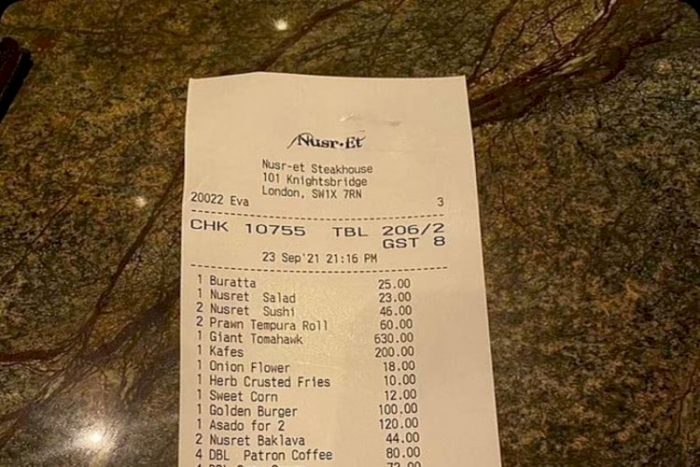 Nusr-Et
Nusr-et Steakhouse
101 Knightsbridge
London, SW1X 7RN
20022 Eva 3
CHK 10755 TBL 206/2
GST 8
23 Sep'21 21:16 PM
1 Buratta 25.00
1 Nusret Salad 23.00
2 Nusret Sushi 46.00
2 Prawn Tempura Roll 60.00
1 Giant Tomahawk 630.00
1 Kafes 200.00
1 Onion Flower 18.00
1 Herb Crusted Fries 10.00
1 Sweet Corn 12.00
1 Golden Burger 100.00
1 Asado for 2 120.00
2 Nusret Baklava 44.00
4 DBL Patron Coffee 80.00